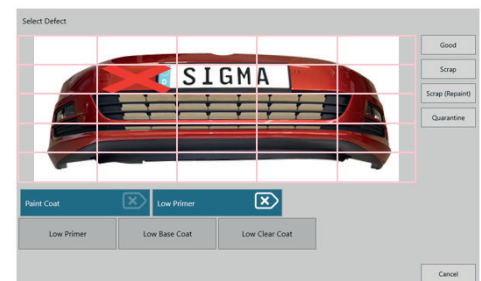 Select Defect
SIGMA
D
Good
Scrap
Scrap (Repaint)
Quarantine
Paint Coat
Low Primer
Low Primer
Low Base Coat
Low Clear Coat
Cancel